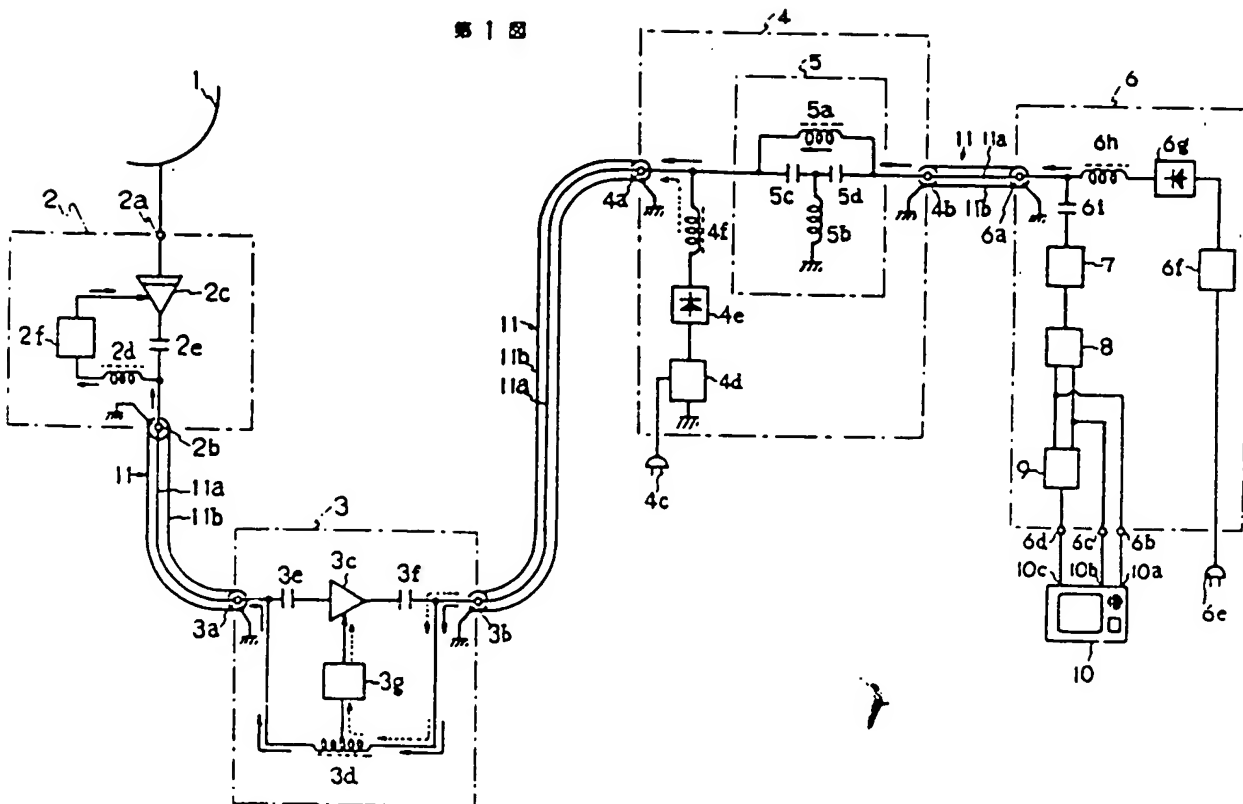 第1図
1
2
2a
2c
2f
2d
2e
2b
11
11a
11b
3
3a
3e
3c
3f
3b
3g
3d
11
11b
11a
4
4a
4f
4e
4d
4c
5
5a
5c
5d
5b
4b
11
11a
11b
6
6a
6h
6g
6i
6f
7
8
9
6d
6c
6b
10c
10b
10a
10
6e